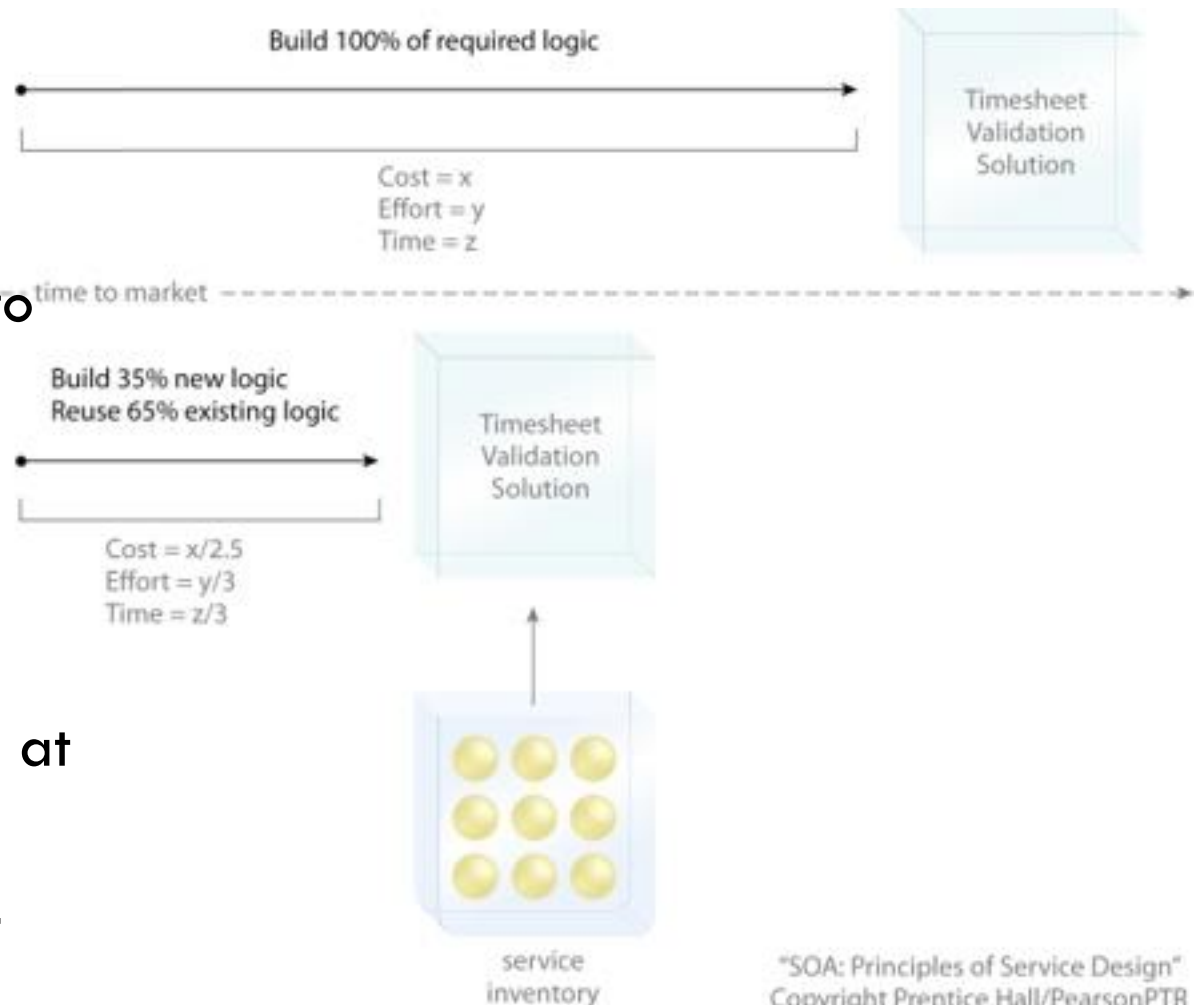 Build 100% of required logic
Timesheet
Validation
Solution
Cost = x
Effort = y
Time = z
o
time to market
Build 35% new logic
Reuse 65% existing logic
Timesheet
Validation
Solution
Cost = x/2.5
Effort = y/3
Time = z/3
at
service
inventory
"SOA: Principles of Service Design"
Copyright Prentice Hall/PearsonPTR